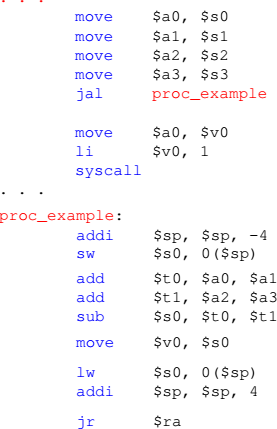 . . .
move $a0, $s0
move $a1, $s1
move $a2, $s2
move $a3, $s3
jal proc_example
move $a0, $v0
li $v0, 1
syscall
. . .
proc_example:
addi $sp, $sp, -4
sw $s0, 0($sp)
add $t0, $a0, $a1
add $t1, $a2, $a3
sub $s0, $t0, $t1
move $v0, $s0
lw $s0, 0($sp)
addi $sp, $sp, 4
jr $ra